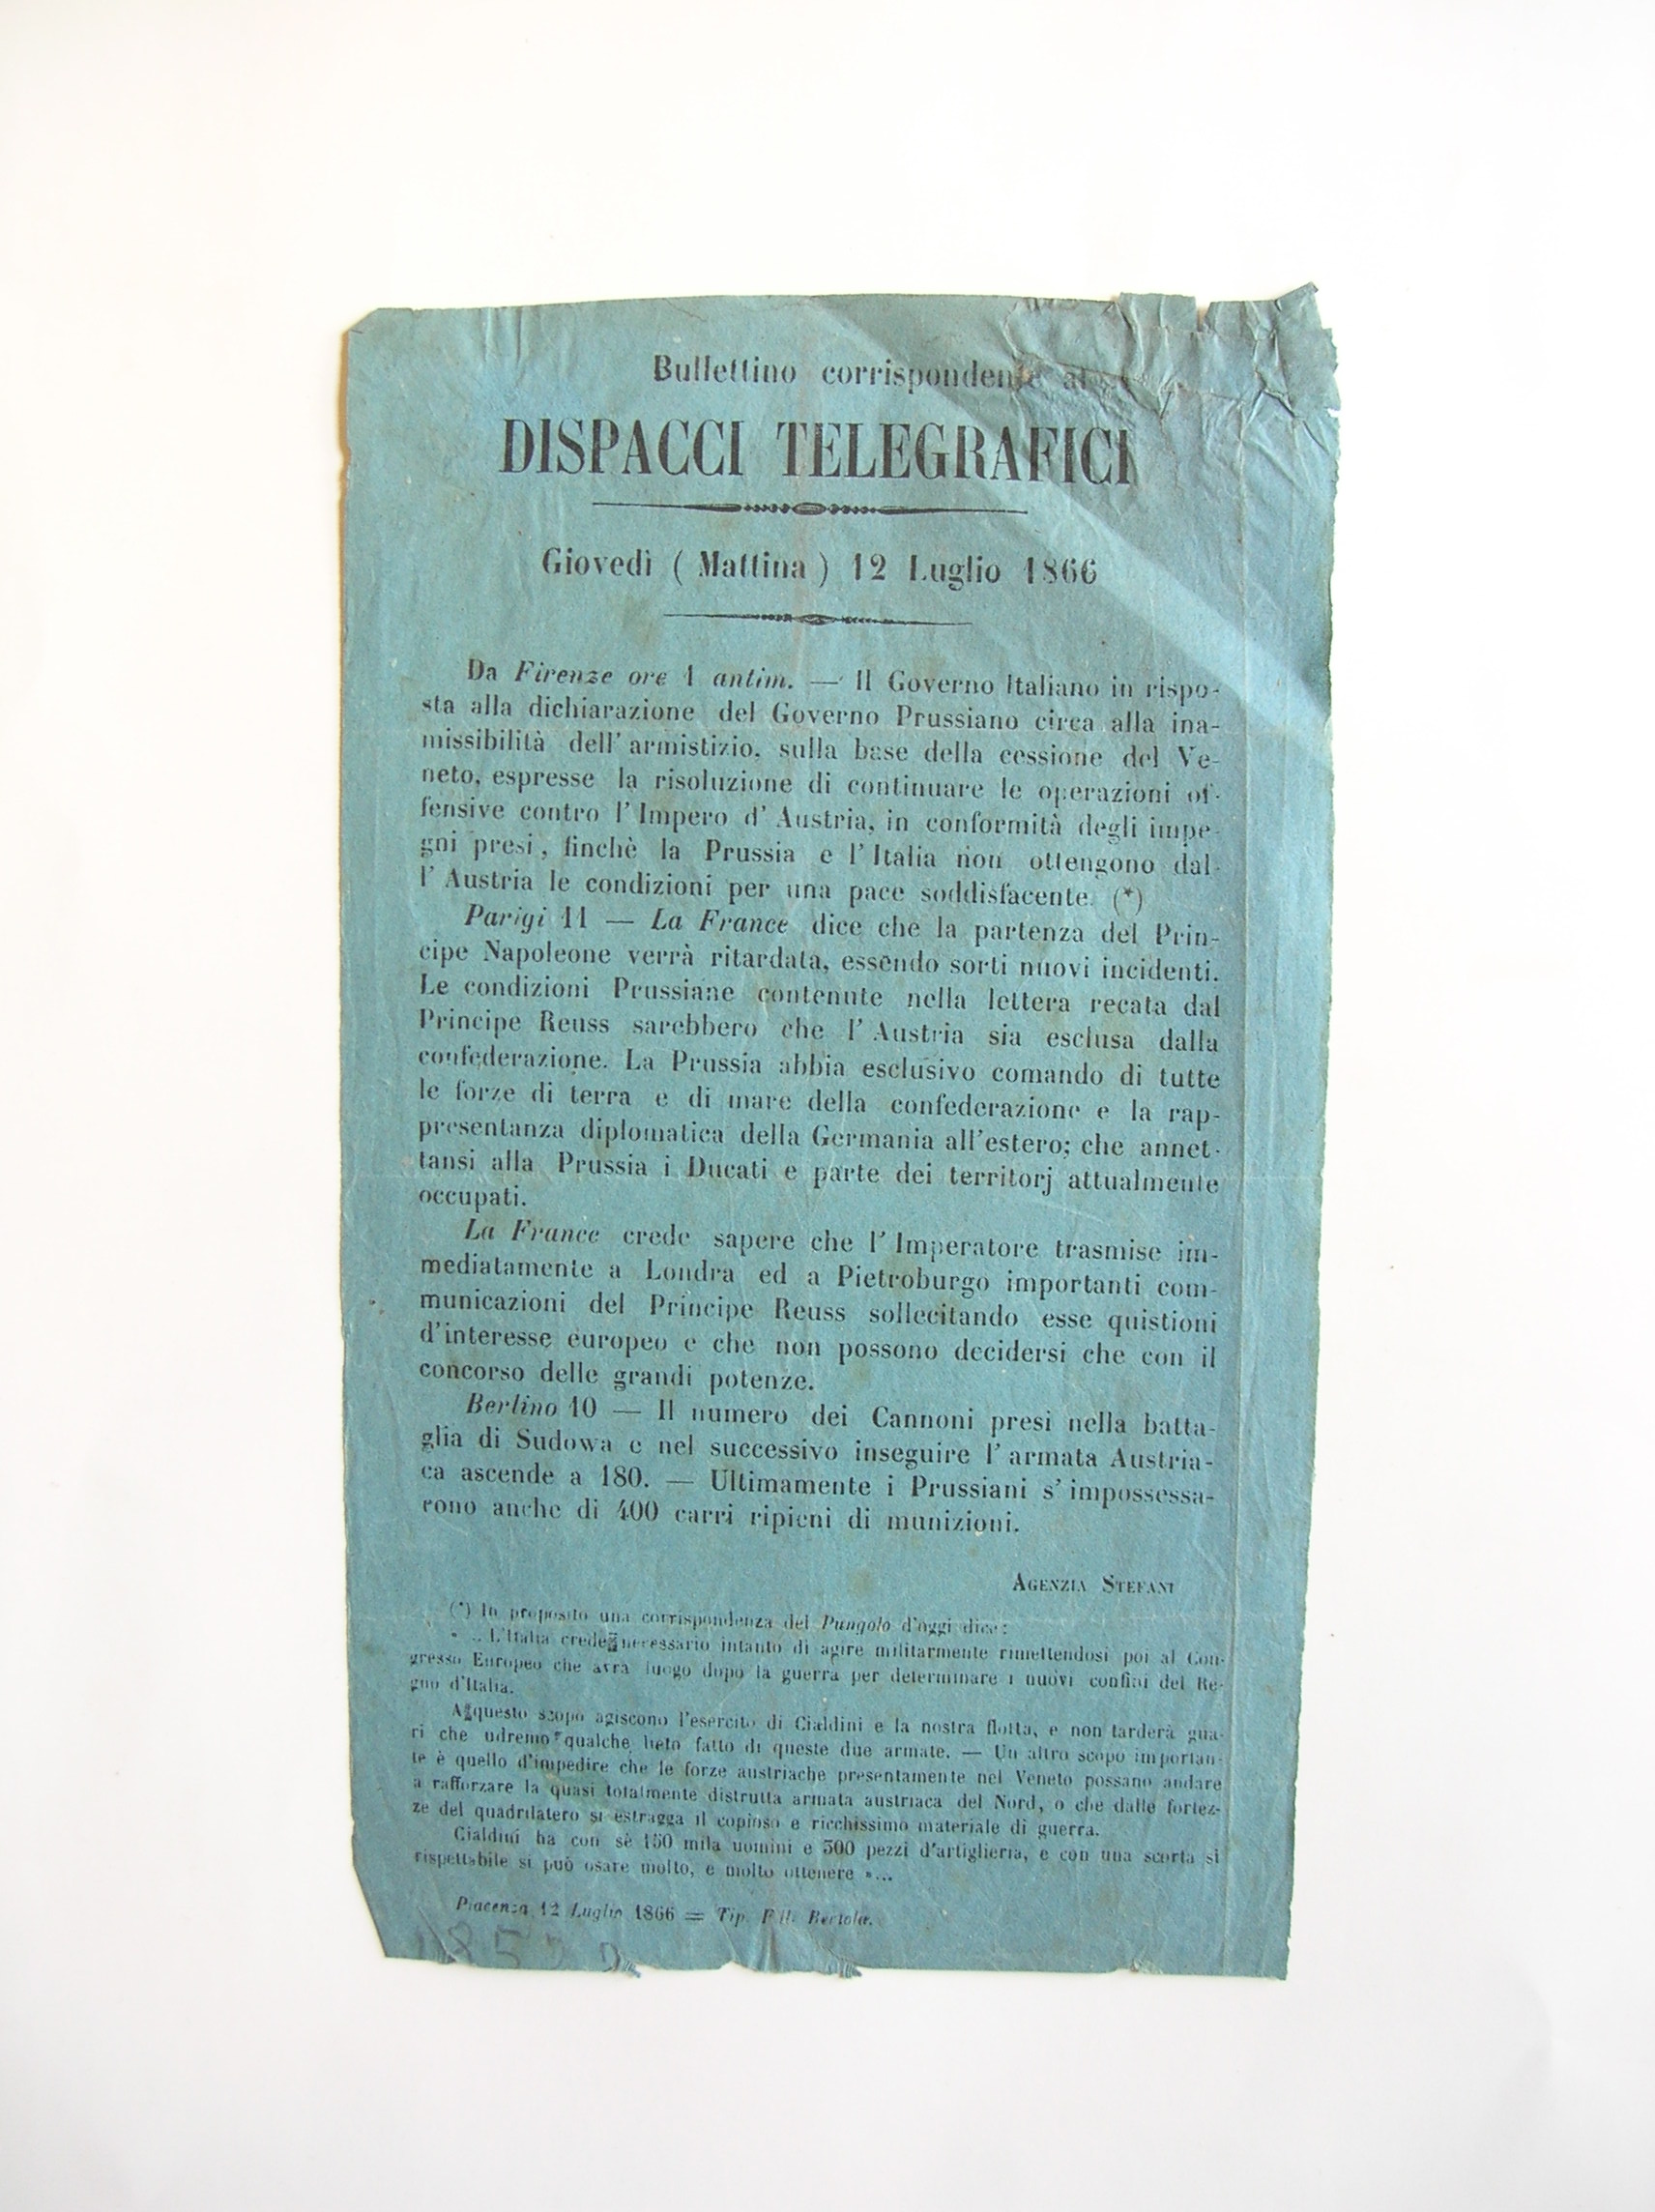 Bullettino corrispondente ai
DISPACCI TELEGRAFICI
Giovedì ( Mattina ) 12 Luglio 1866
Da Firenze ore 1 antim. — Il Governo Italiano in rispo-
sta alla dichiarazione del Governo Prussiano circa alla ina-
missibilità dell' armistizio, sulla base della cessione del Ve-
neto, espresse la risoluzione di continuare le operazioni of-
fensive contro l' Impero d' Austria, in conformità degli impe-
gni presi, finchè la Prussia e l' Italia non ottengono dal-
l' Austria le condizioni per una pace soddisfacente. (*)
Parigi 11 — La France dice che la partenza del Prin-
cipe Napoleone verrà ritardata, essendo sorti nuovi incidenti.
Le condizioni Prussiane contenute nella lettera recata dal
Principe Reuss sarebbero che l' Austria sia esclusa dalla
confederazione. La Prussia abbia esclusivo comando di tutte
le forze di terra e di mare della confederazione e la rap-
presentanza diplomatica della Germania all'estero; che annet-
tansi alla Prussia i Ducati e parte dei territorj attualmente
occupati.
La France crede sapere che l' Imperatore trasmise im-
mediatamente a Londra ed a Pietroburgo importanti com-
municazioni del Principe Reuss sollecitando esse quistioni
d'interesse europeo e che non possono decidersi che con il
concorso delle grandi potenze.
Berlino 10 — Il numero dei Cannoni presi nella batta-
glia di Sudowa e nel successivo inseguire l' armata Austria-
ca ascende a 180. — Ultimamente i Prussiani s' impossessa-
rono anche di 400 carri ripieni di munizioni.
AGENZIA STEFANI
(*) In proposito una corrispondenza del Pungolo d'oggi dice:
« .. L'Italia crede necessario intanto di agire militarmente rimettendosi poi al Con-
gresso Europeo che avrà luogo dopo la guerra per determinare i nuovi confini del Re-
gno d'Italia.
A questo scopo agiscono l'esercito di Cialdini e la nostra flotta, e non tarderà gua-
ri che udremo qualche lieto fatto di queste due armate. — Un altro scopo importan-
te è quello d'impedire che le forze austriache presentamente nel Veneto possano andare
a rafforzare la quasi totalmente distrutta armata austriaca del Nord, o che dalle fortez-
ze del quadrilatero si estragga il copioso e ricchissimo materiale di guerra.
Cialdini ha con sè 150 mila uomini e 300 pezzi d'artiglieria, e con una scorta sì
rispettabile si può osare molto, e molto ottenere »...
Piacenza 12 Luglio 1866 = Tip. F.lli Bertola.